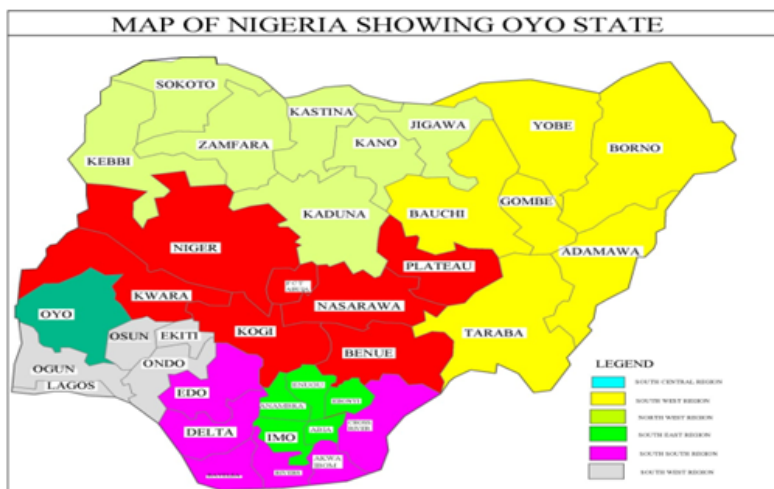 MAP OF NIGERIA SHOWING OYO STATE
SOKOTO
KASTINA
JIGAWA
YOBE
ZAMFARA
KANO
BORNO
KEBBI
GOMBE
KADUNA
BAUCHI
NIGER
ADAMAWA
PLATEAU
F.C.T.
ABUJA
KWARA
NASARAWA
OYO
KOGI
TARABA
OSUN
EKITI
BENUE
ONDO
OGUN
LAGOS
EDO
ENUGU
EBONYI
ANAMBRA
DELTA
IMO
ABIA
CROSS
RIVER
AKWA
IBOM
LEGEND
SOUTH CENTRAL REGION
SOUTH WEST REGION
NORTH WEST REGION
SOUTH EAST REGION
SOUTH SOUTH REGION
SOUTH WEST REGION